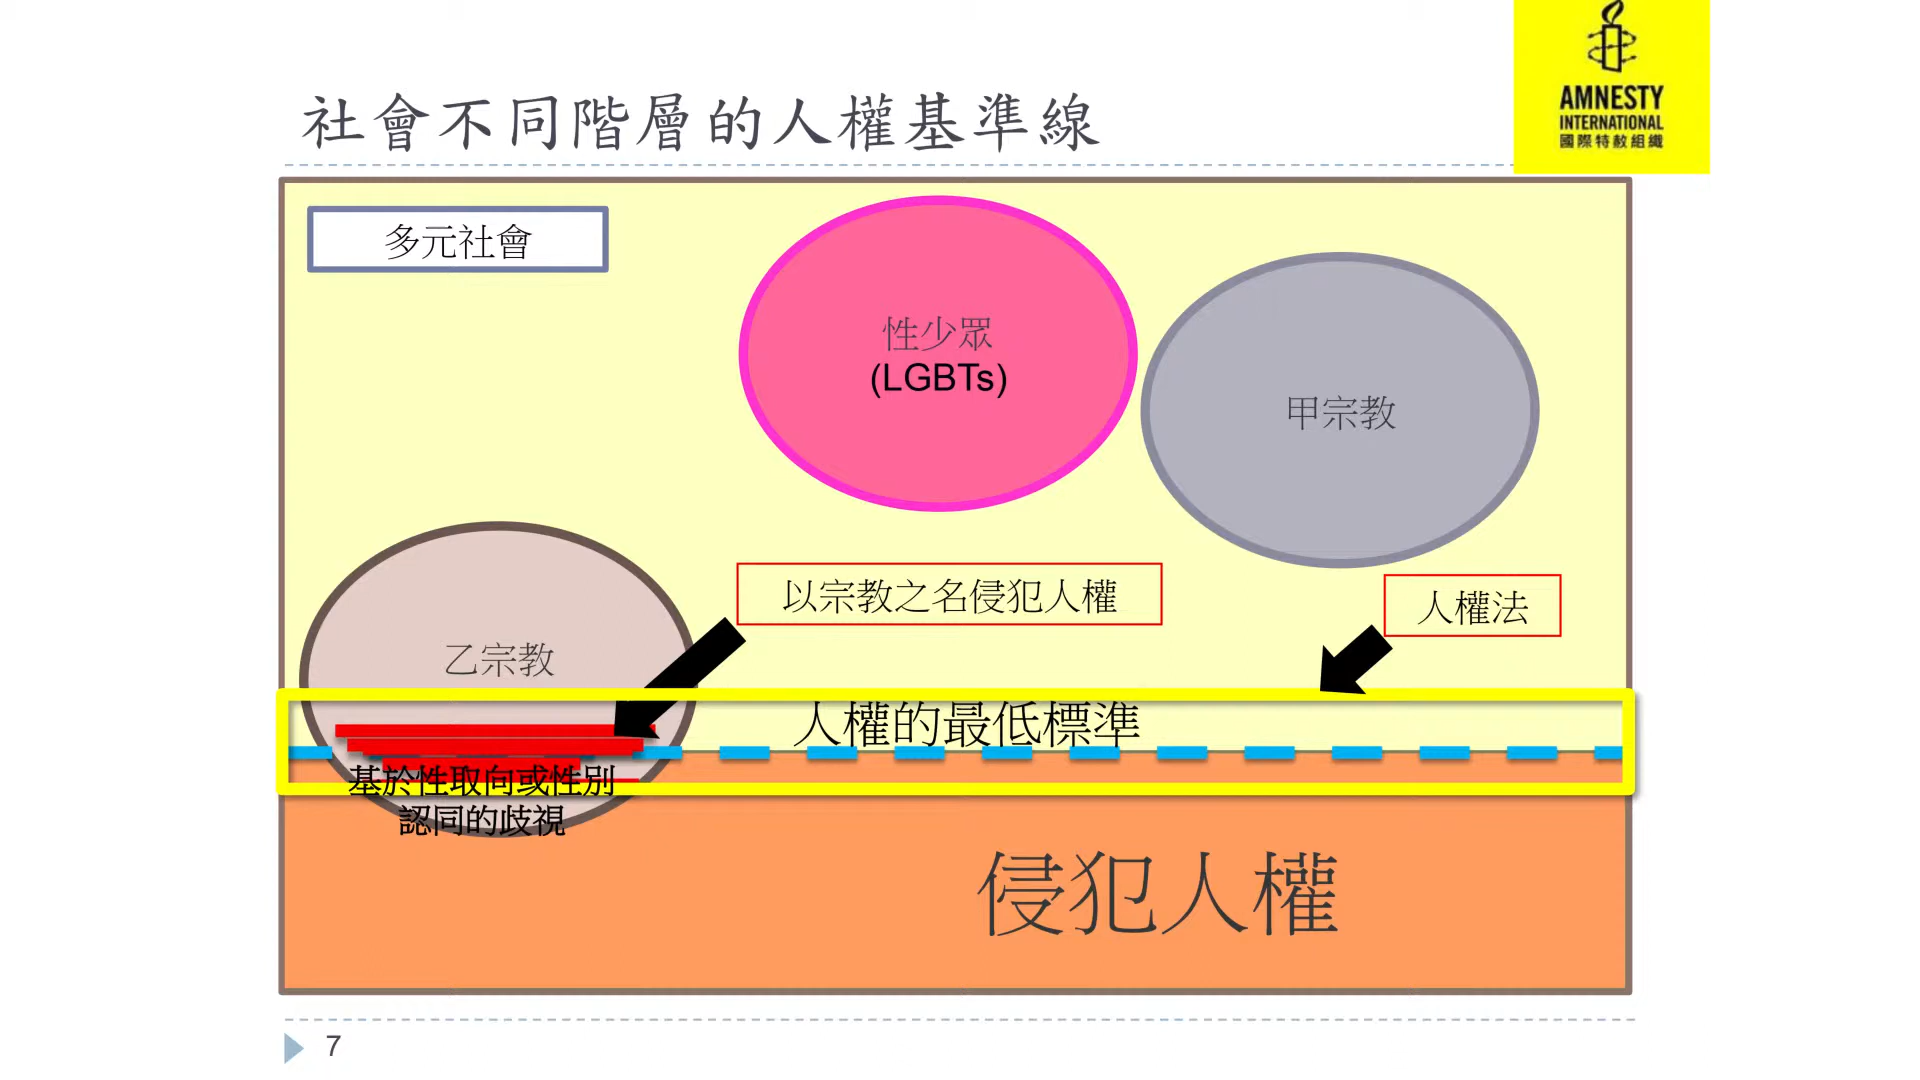 AMNESTY
INTERNATIONAL
國際特赦組織
社會不同階層的人權基準線
多元社會
性少眾
(LGBTs)
甲宗教
以宗教之名侵犯人權
人權法
乙宗教
人權的最低標準
基於性取向或性別
認同的歧視
侵犯人權
7